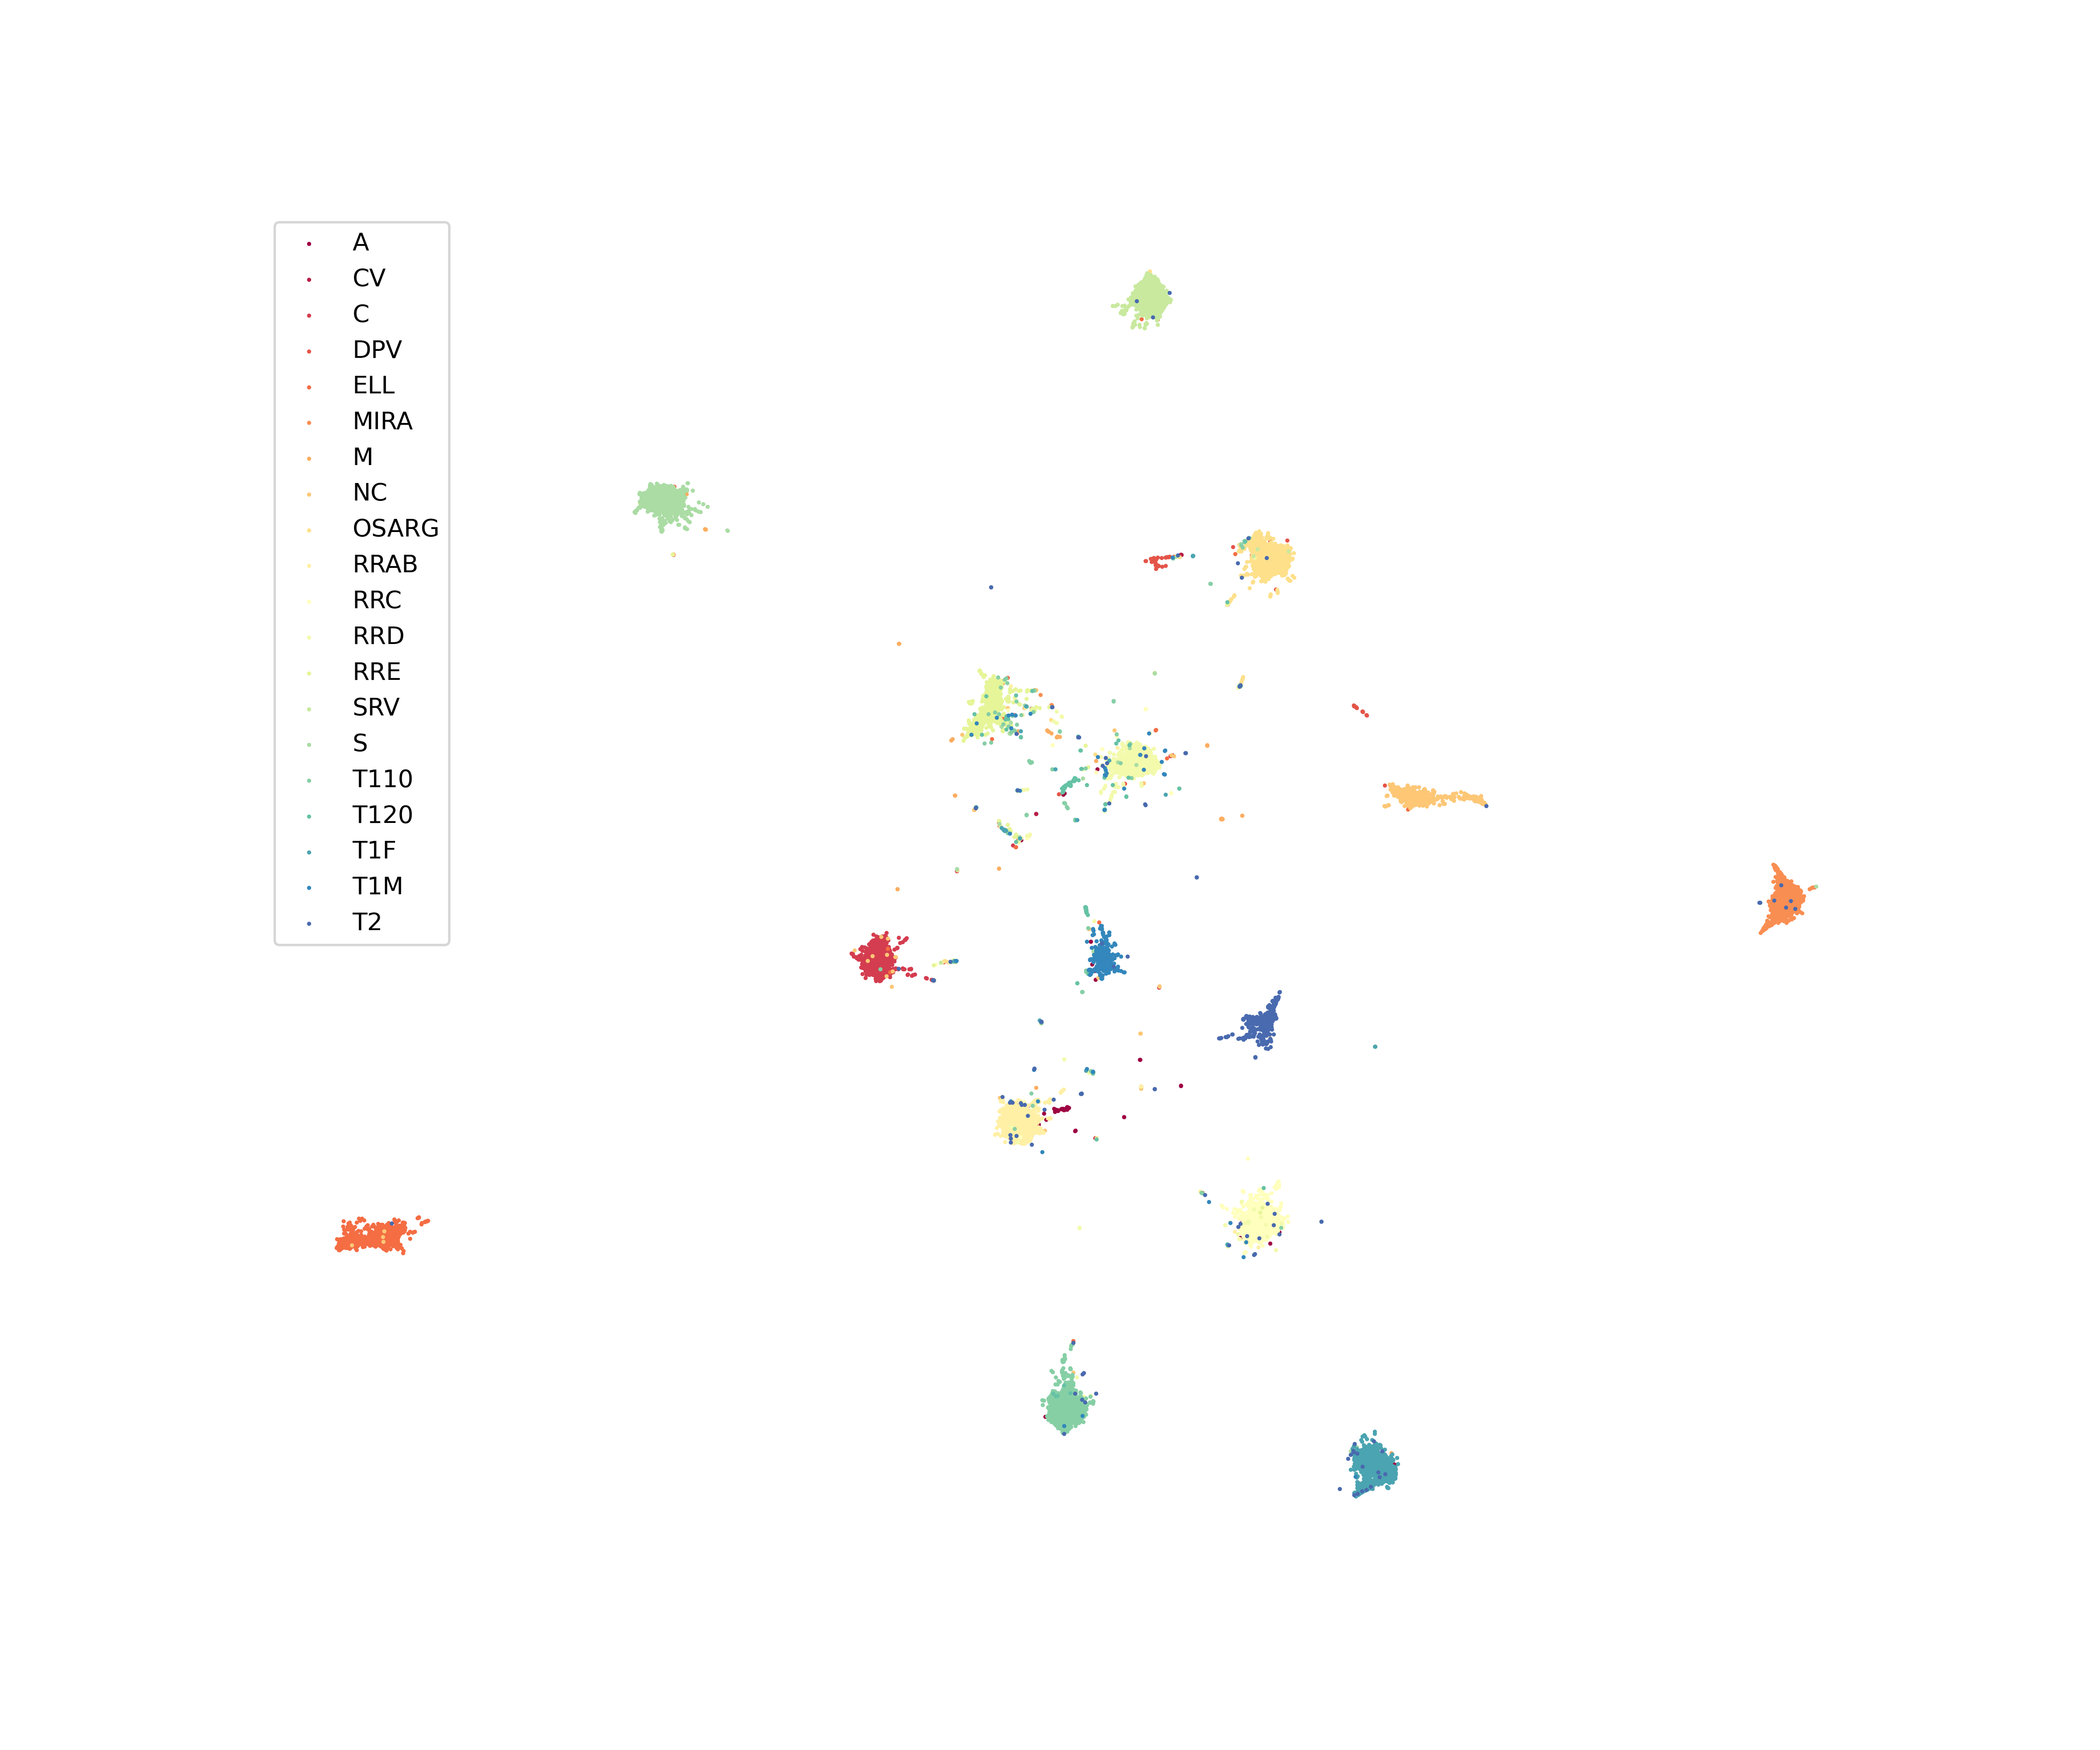 A
CV
C
DPV
ELL
MIRA
M
NC
OSARG
RRAB
RRC
RRD
RRE
SRV
S
T110
T120
T1F
T1M
T2